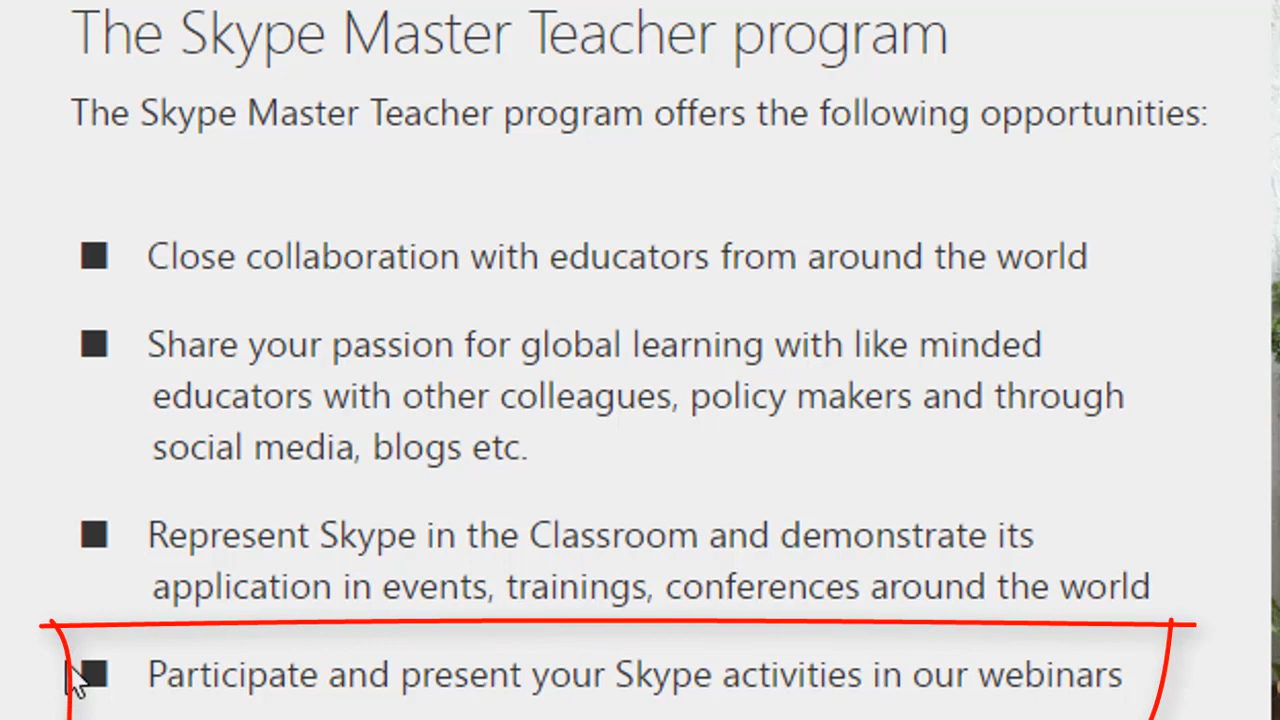 The Skype Master Teacher program
The Skype Master Teacher program offers the following opportunities:
Close collaboration with educators from around the world
Share your passion for global learning with like minded
educators with other colleagues, policy makers and through
social media, blogs etc.
Represent Skype in the Classroom and demonstrate its
application in events, trainings, conferences around the world
Participate and present your Skype activities in our webinars